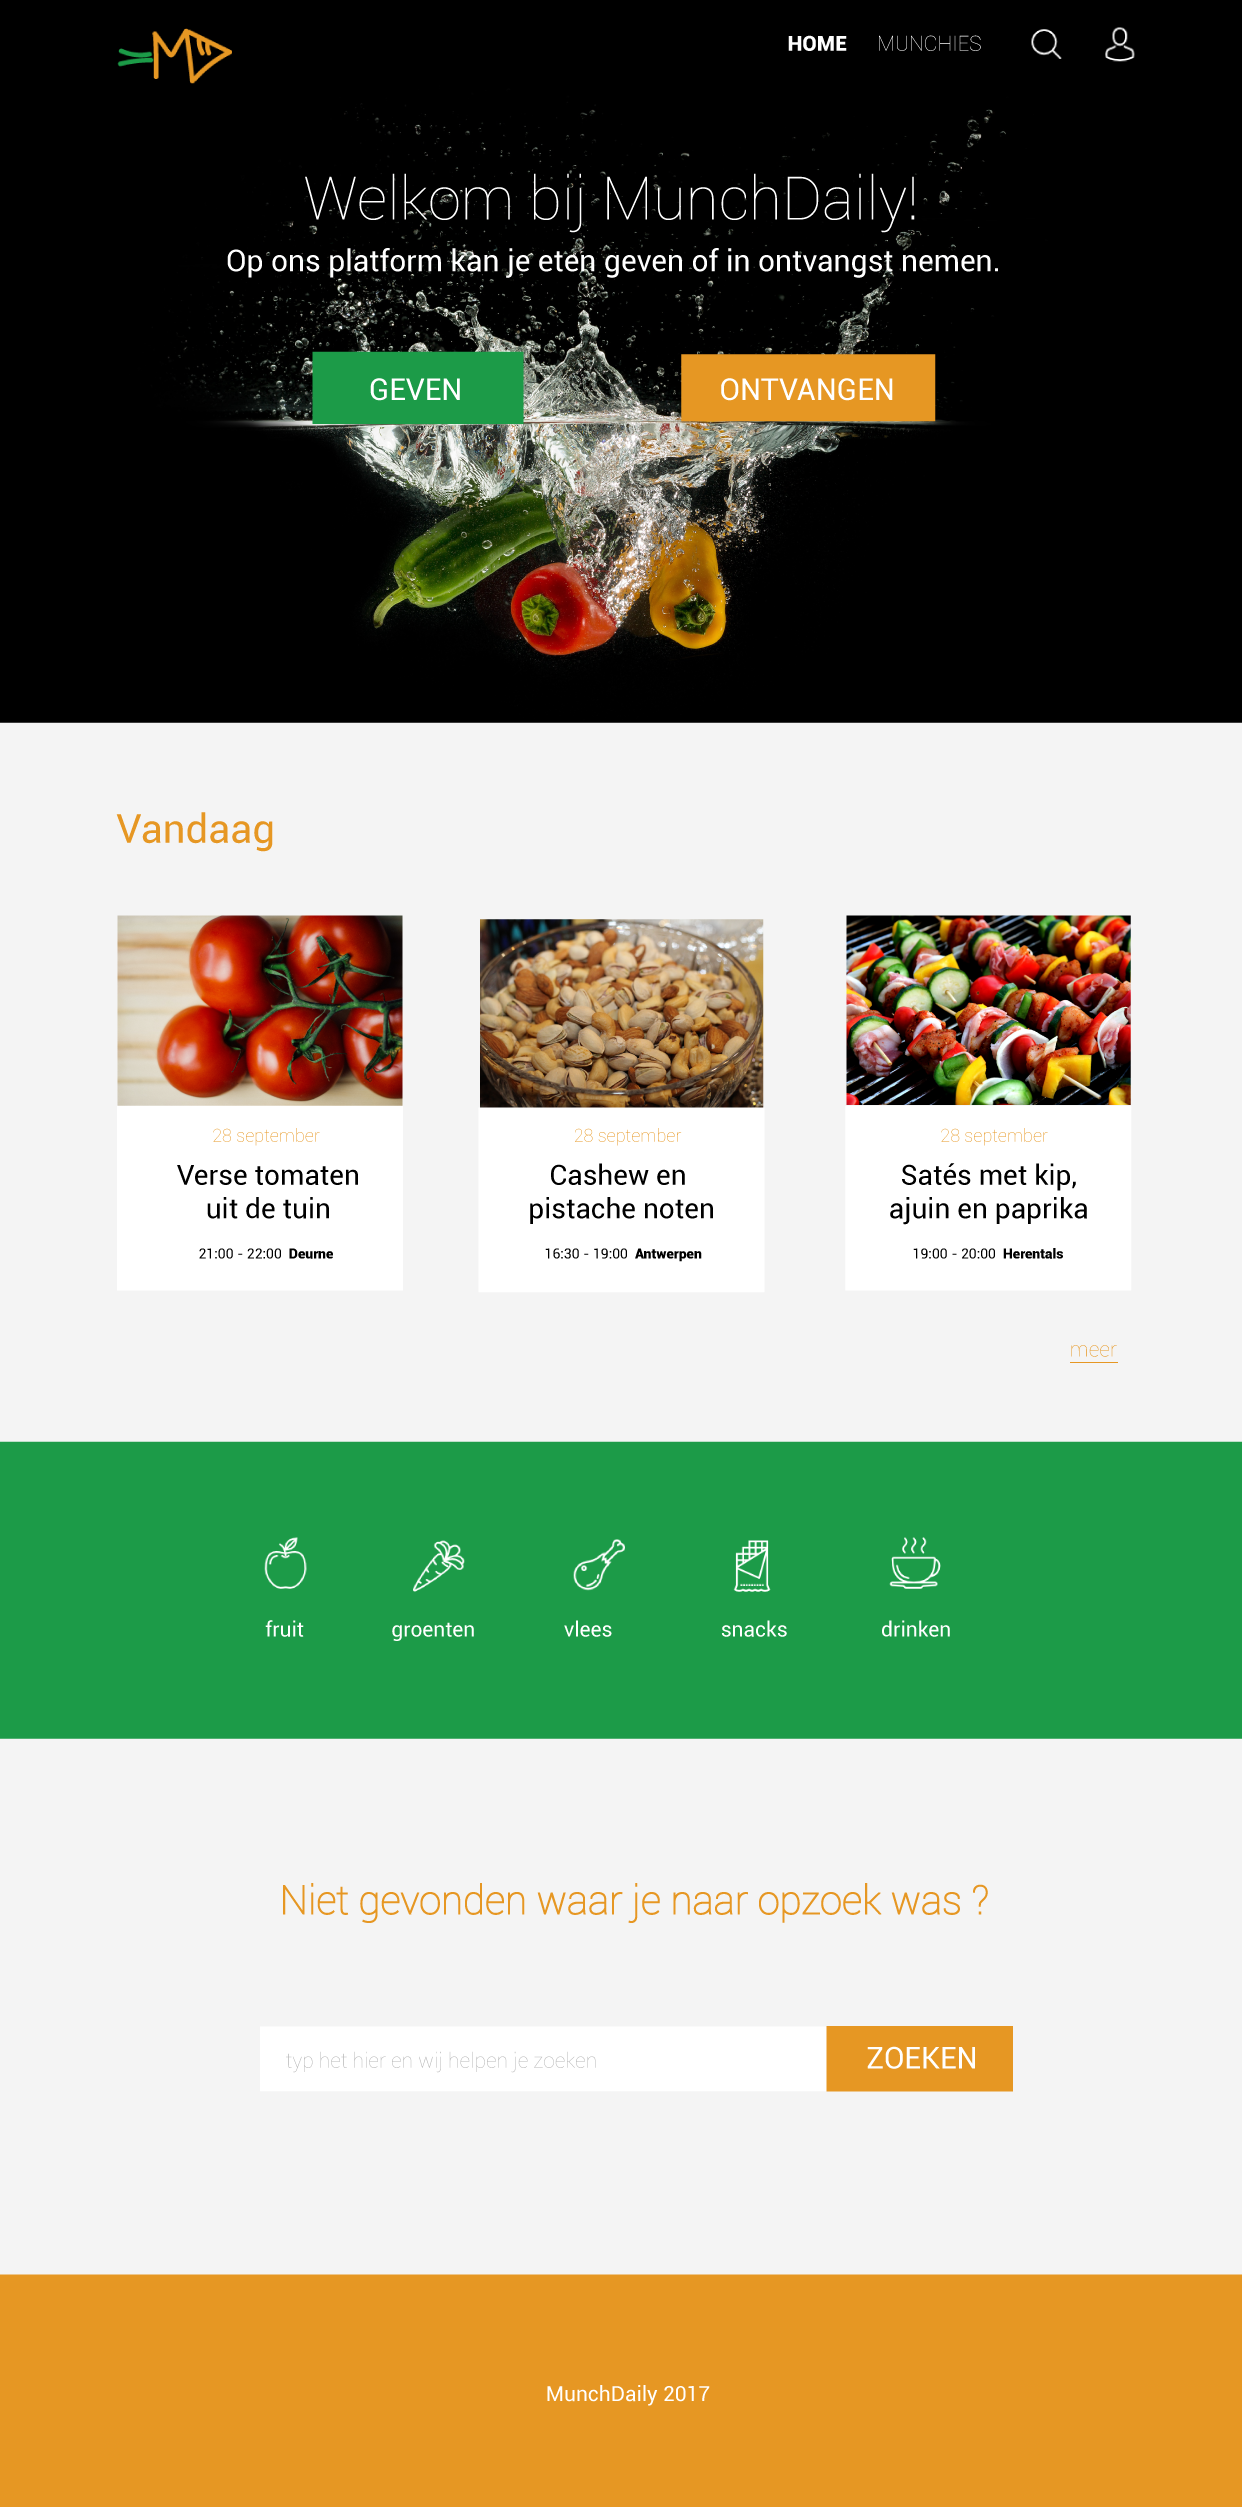 MD
HOME MUNCHIES
Welkom bij MunchDaily!
Op ons platform kan je eten geven of in ontvangst nemen.
GEVEN ONTVANGEN
Vandaag
28 september
Verse tomaten
uit de tuin
21:00 - 22:00 Deurne
28 september
Cashew en
pistache noten
16:30 - 19:00 Antwerpen
28 september
Satés met kip,
ajuin en paprika
19:00 - 20:00 Herentals
meer
fruit groenten vlees snacks drinken
Niet gevonden waar je naar opzoek was ?
typ het hier en wij helpen je zoeken ZOEKEN
MunchDaily 2017